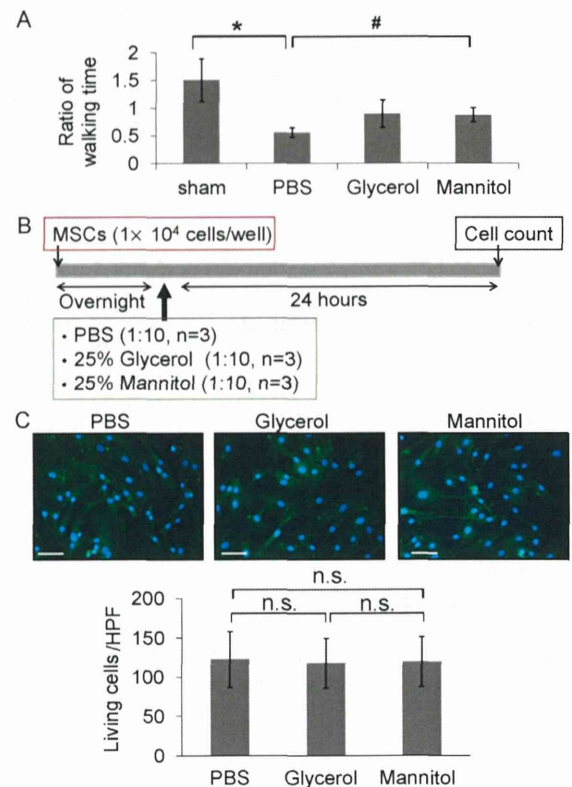 A
*
#
Ratio of
walking time
2
1.5
1
0.5
0
sham PBS Glycerol Mannitol
B
MSCs (1× 10⁴ cells/well)
Cell count
Overnight
24 hours
· PBS (1:10, n=3)
· 25% Glycerol (1:10, n=3)
· 25% Mannitol (1:10, n=3)
C
PBS Glycerol Mannitol
n.s.
n.s. n.s.
Living cells/HPF
200
150
100
50
0
PBS Glycerol Mannitol